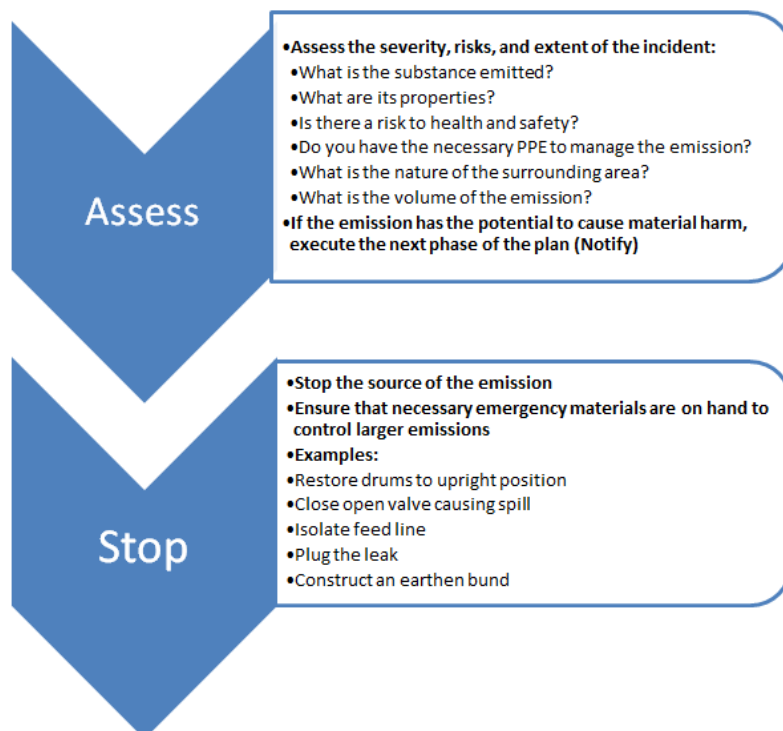 Assess
•Assess the severity, risks, and extent of the incident:
•What is the substance emitted?
•What are its properties?
•Is there a risk to health and safety?
•Do you have the necessary PPE to manage the emission?
•What is the nature of the surrounding area?
•What is the volume of the emission?
•If the emission has the potential to cause material harm,
execute the next phase of the plan (Notify)
Stop
•Stop the source of the emission
•Ensure that necessary emergency materials are on hand to
control larger emissions
•Examples:
•Restore drums to upright position
•Close open valve causing spill
•Isolate feed line
•Plug the leak
•Construct an earthen bund